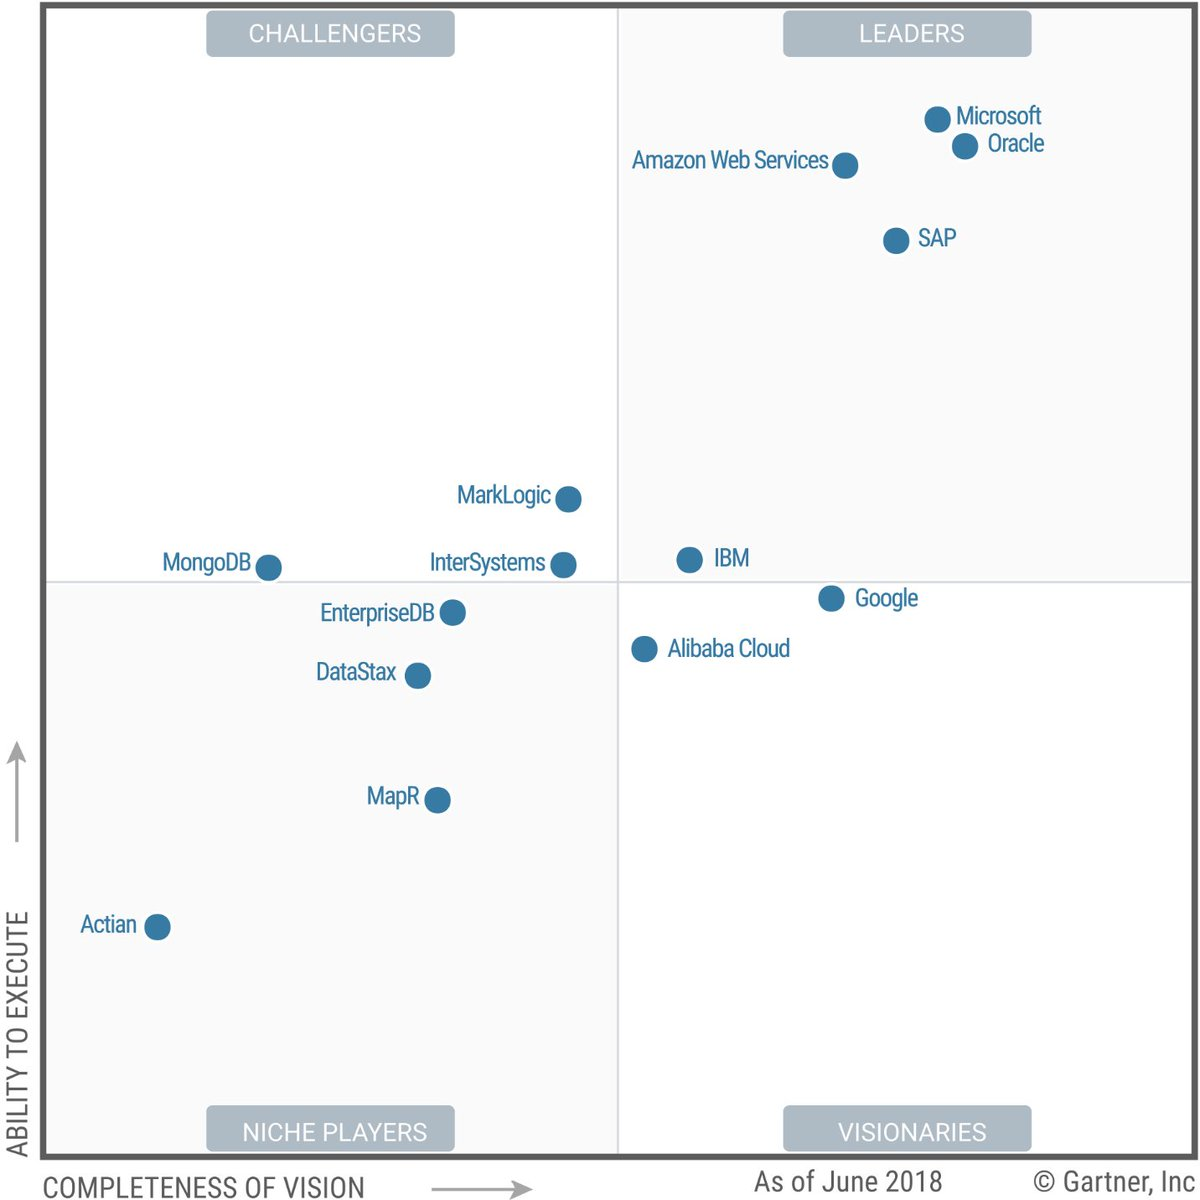 CHALLENGERS
LEADERS
Microsoft
Oracle
Amazon Web Services
SAP
MarkLogic
MongoDB
InterSystems
IBM
Google
EnterpriseDB
Alibaba Cloud
DataStax
MapR
Actian
ABILITY TO EXECUTE
NICHE PLAYERS
VISIONARIES
COMPLETENESS OF VISION
As of June 2018
© Gartner, Inc